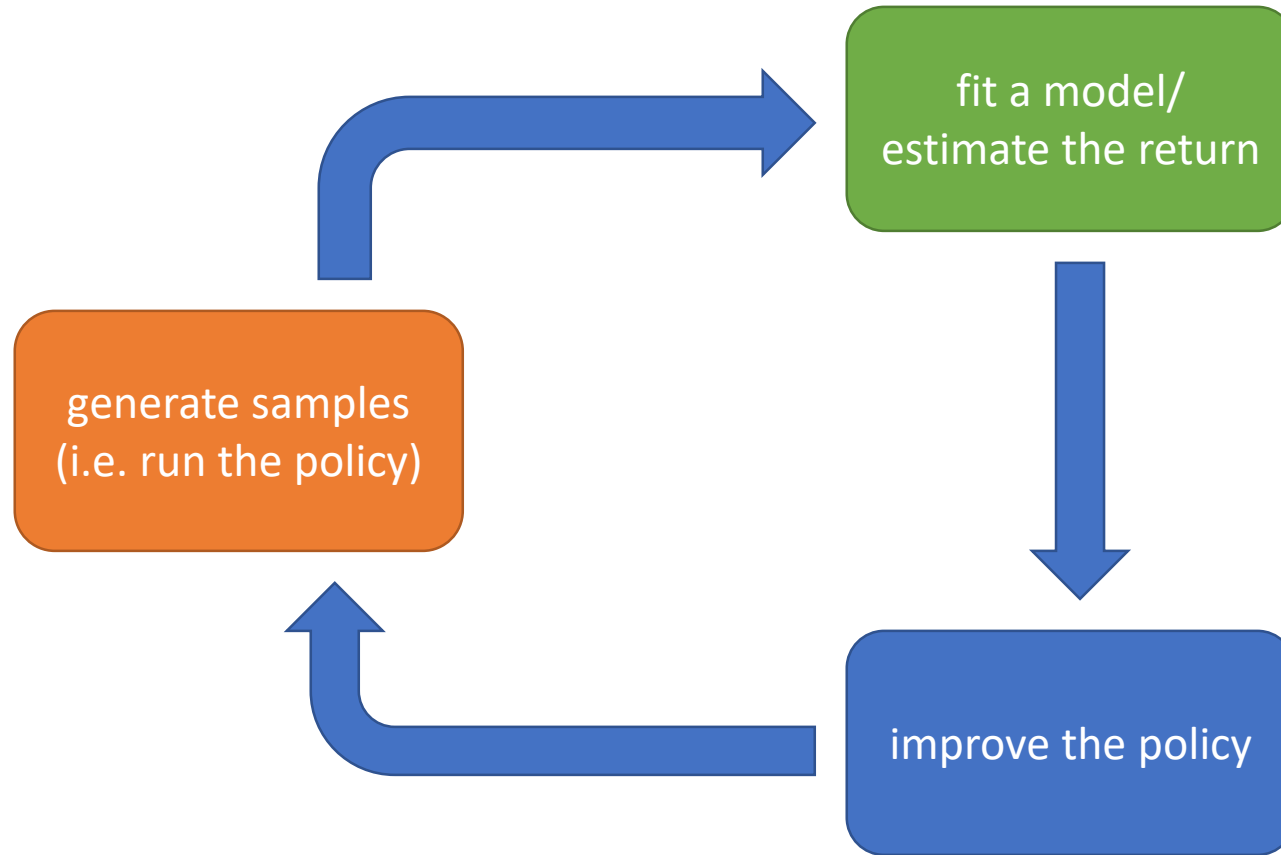 fit a model/
estimate the return
generate samples
(i.e. run the policy)
improve the policy